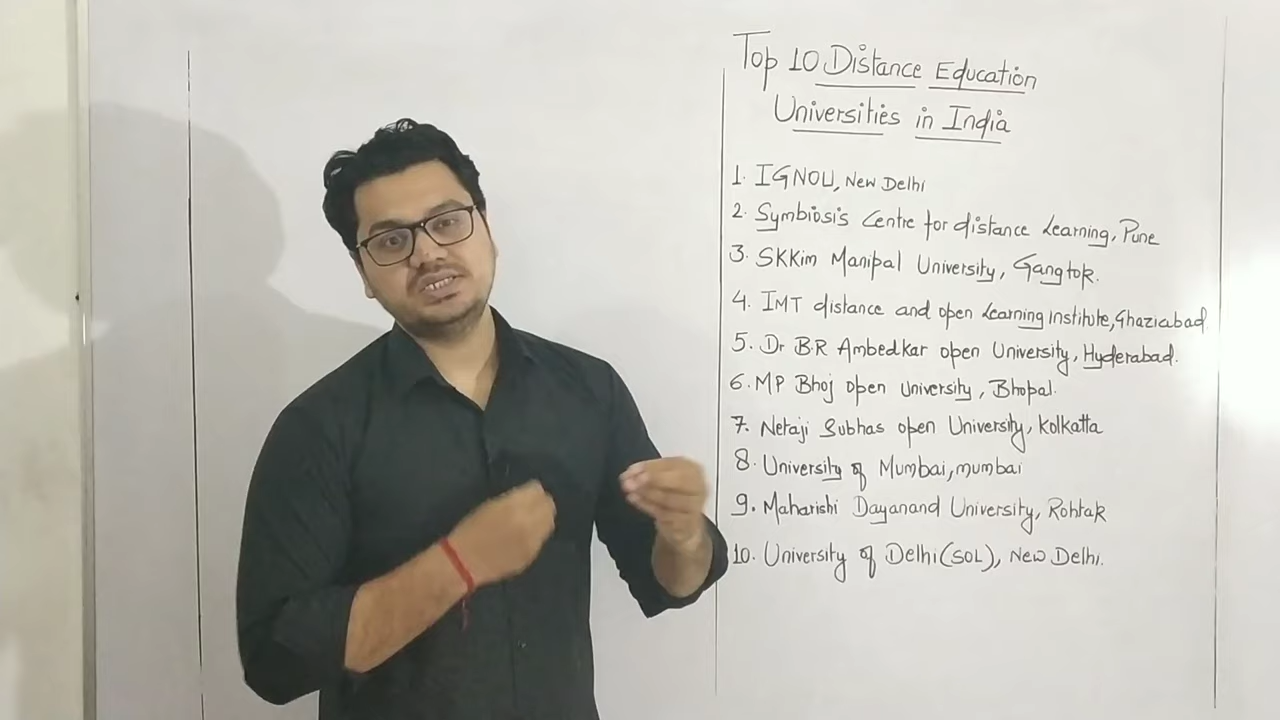 Top 10 Distance Education
Universities in India
1. IGNOU, New Delhi
2. Symbiosis Centre for distance Learning, Pune
3. SKKim Manipal University, Gangtok.
4. IMT distance and open Learning institute, Ghaziabad.
5. Dr B.R Ambedkar open University, Hyderabad.
6. MP Bhoj open University, Bhopal.
7. Netaji Subhas open University, Kolkatta
8. University of Mumbai, mumbai
9. Maharishi Dayanand University, Rohtak
10. University of Delhi (SOL), New Delhi.